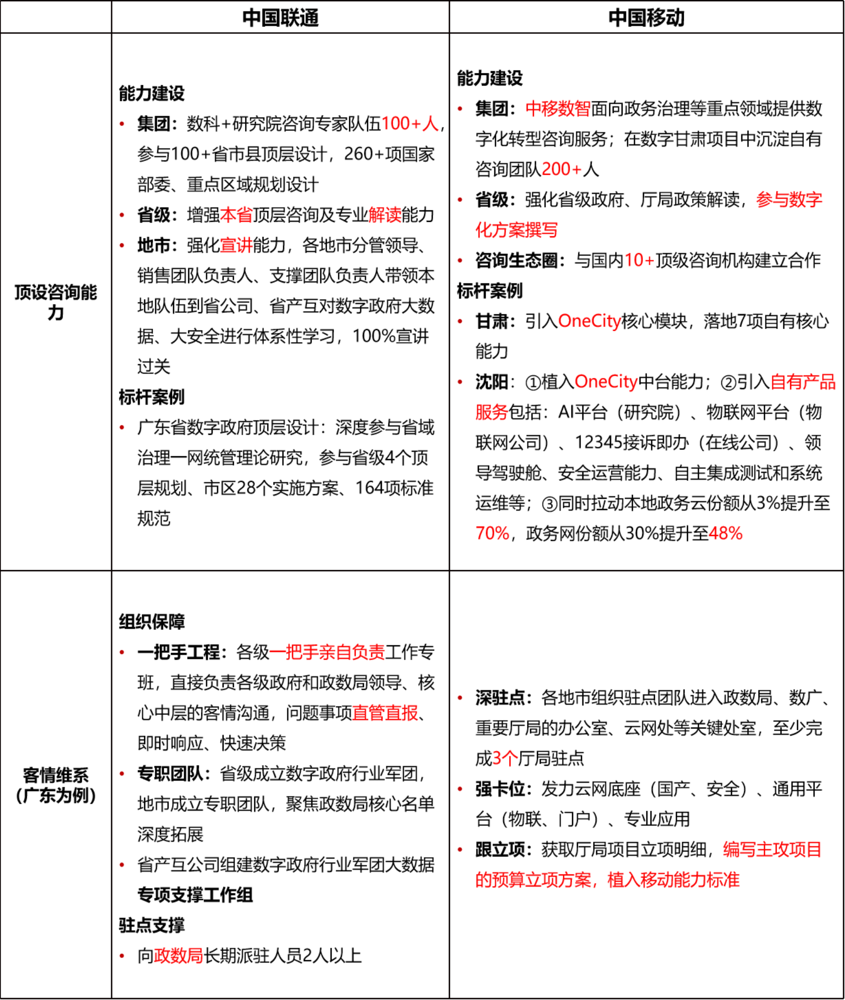 中国联通
中国移动
顶设咨询能
力
能力建设
• 集团：数科+研究院咨询专家队伍100+人，
参与100+省市县顶层设计，260+项国家
部委、重点区域规划设计
• 省级：增强本省顶层咨询及专业解读能力
• 地市：强化宣讲能力，各地市分管领导、
销售团队负责人、支撑团队负责人带领本
地队伍到省公司、省产互对数字政府大数
据、大安全进行体系性学习，100%宣讲
过关
标杆案例
• 广东省数字政府顶层设计：深度参与省域
治理一网统管理论研究，参与省级4个顶
层规划、市区28个实施方案、164项标准
规范
能力建设
• 集团：中移数智面向政务治理等重点领域提供数
字化转型咨询服务；在数字甘肃项目中沉淀自有
咨询团队200+人
• 省级：强化省级政府、厅局政策解读，参与数字
化方案撰写
• 咨询生态圈：与国内10+顶级咨询机构建立合作
标杆案例
• 甘肃：引入OneCity核心模块，落地7项自有核心
能力
• 沈阳：①植入OneCity中台能力；②引入自有产品
服务包括：AI平台（研究院）、物联网平台（物
联网公司）、12345接诉即办（在线公司）、领
导驾驶舱、安全运营能力、自主集成测试和系统
运维等；③同时拉动本地政务云份额从3%提升至
70%，政务网份额从30%提升至48%
客情维系
（广东为例）
组织保障
• 一把手工程：各级一把手亲自负责工作专
班，直接负责各级政府和政数局领导、核
心中层的客情沟通，问题事项直管直报、
即时响应、快速决策
• 专职团队：省级成立数字政府行业军团，
地市成立专职团队，聚焦政数局核心名单
深度拓展
• 省产互公司组建数字政府行业军团大数据
专项支撑工作组
驻点支撑
• 向政数局长期派驻人员2人以上
• 深驻点：各地市组织驻点团队进入政数局、数广、
重要厅局的办公室、云网处等关键处室，至少完
成3个厅局驻点
• 强卡位：发力云网底座（国产、安全）、通用平
台（物联、门户）、专业应用
• 跟立项：获取厅局项目立项明细，编写主攻项目
的预算立项方案，植入移动能力标准